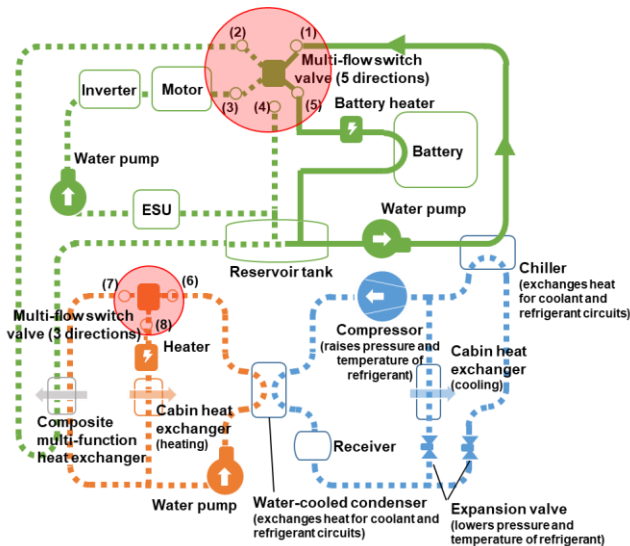 (2)
(1)
Multi-flow switch
valve (5 directions)
Inverter
Motor
(3)
(4)
(5)
Battery heater
Battery
Water pump
ESU
Water pump
Reservoir tank
Chiller
(exchanges heat
for coolant and
refrigerant circuits)
(7)
(6)
Multi-flow switch
valve (3 directions)
(8)
Heater
Compressor
(raises pressure and
temperature of
refrigerant)
Cabin heat
exchanger
(cooling)
Composite
multi-function
heat exchanger
Cabin heat
exchanger
(heating)
Receiver
Water pump
Water-cooled condenser
(exchanges heat for coolant and
refrigerant circuits)
Expansion valve
(lowers pressure and
temperature of refrigerant)